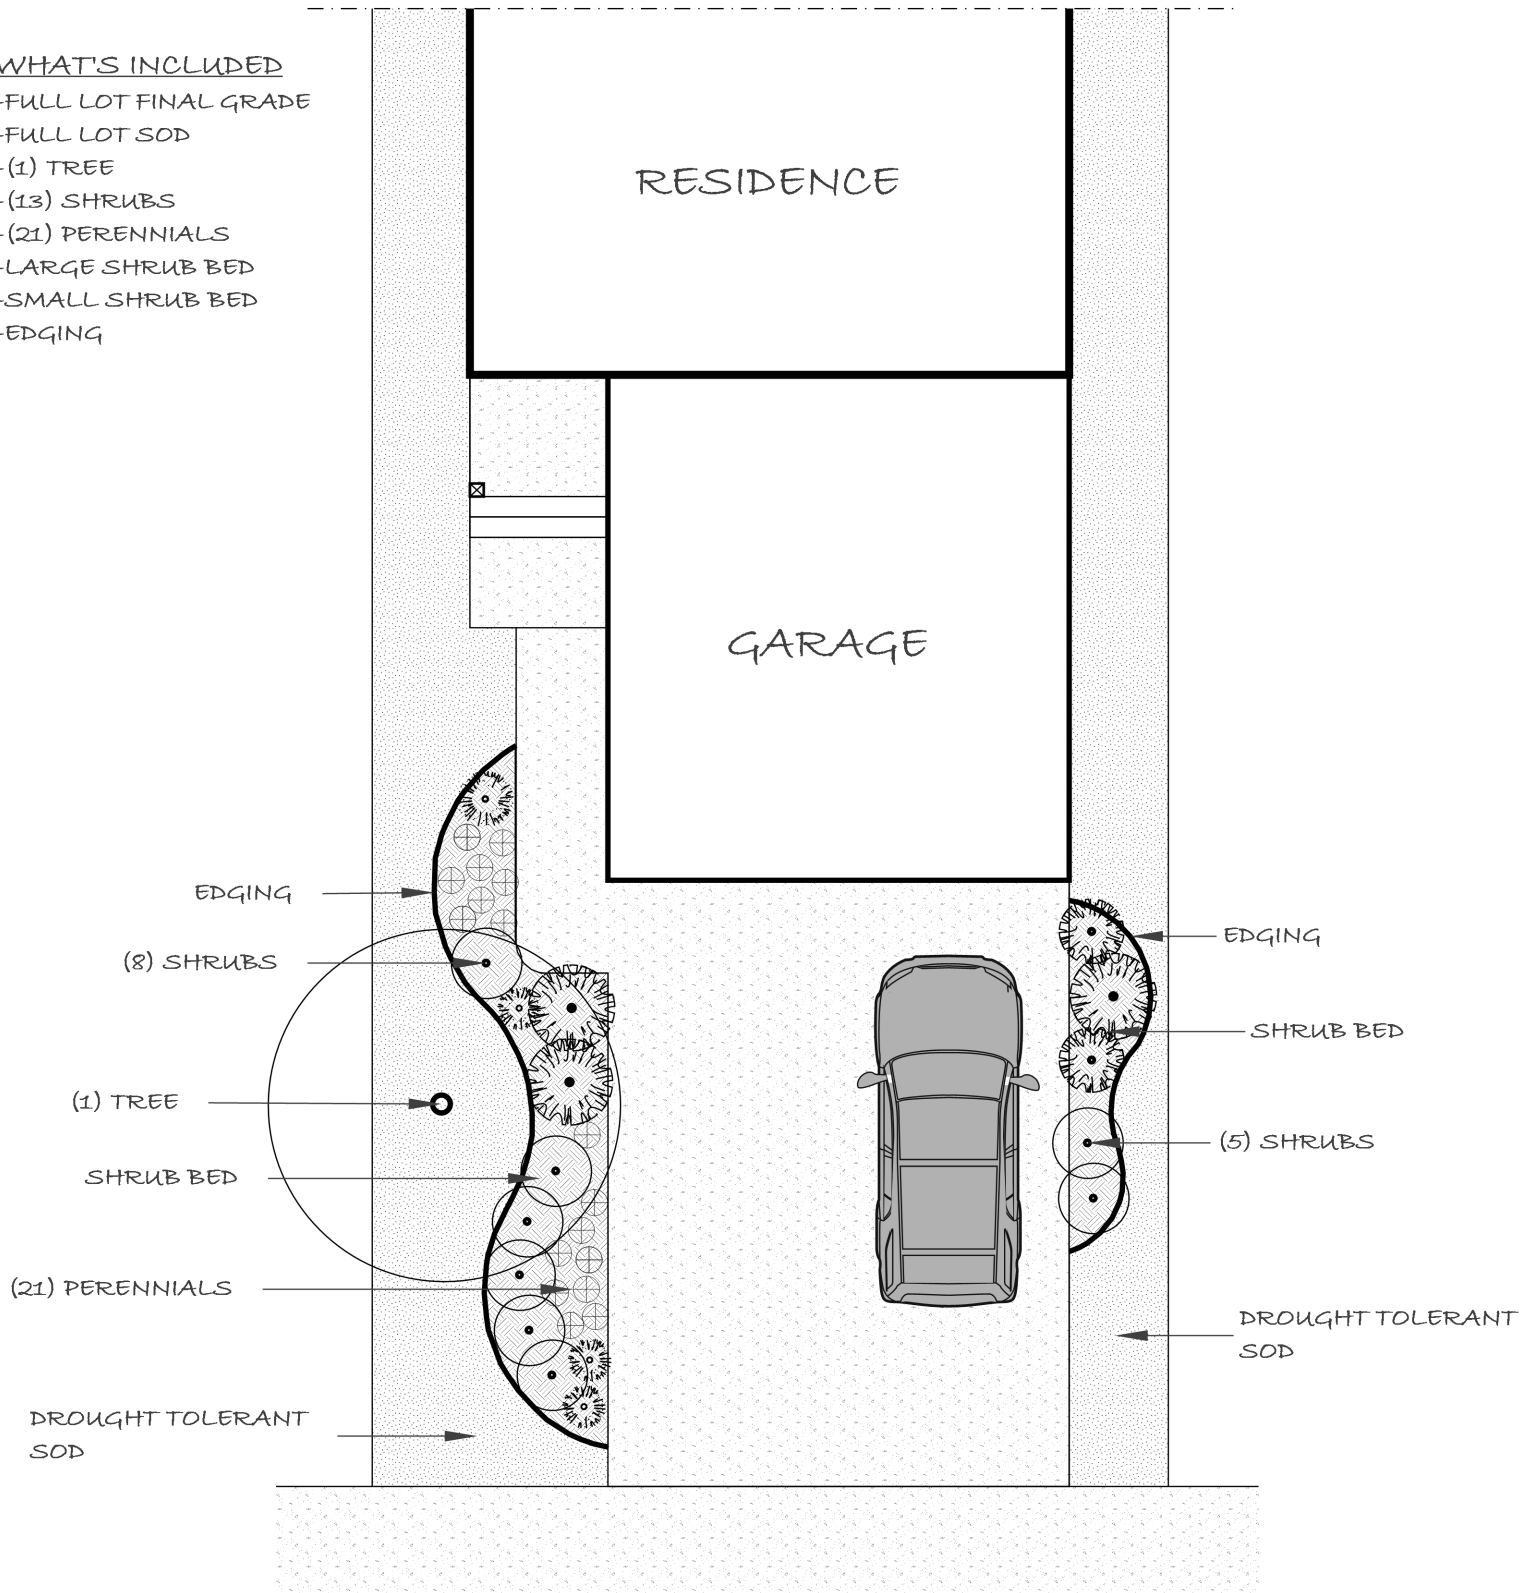 WHAT'S INCLUDED
-FULL LOT FINAL GRADE
-FULL LOT SOD
-(1) TREE
-(13) SHRUBS
-(21) PERENNIALS
-LARGE SHRUB BED
-SMALL SHRUB BED
-EDGING
RESIDENCE
GARAGE
EDGING
(8) SHRUBS
(1) TREE
SHRUB BED
(21) PERENNIALS
DROUGHT TOLERANT
SOD
EDGING
SHRUB BED
(5) SHRUBS
DROUGHT TOLERANT
SOD